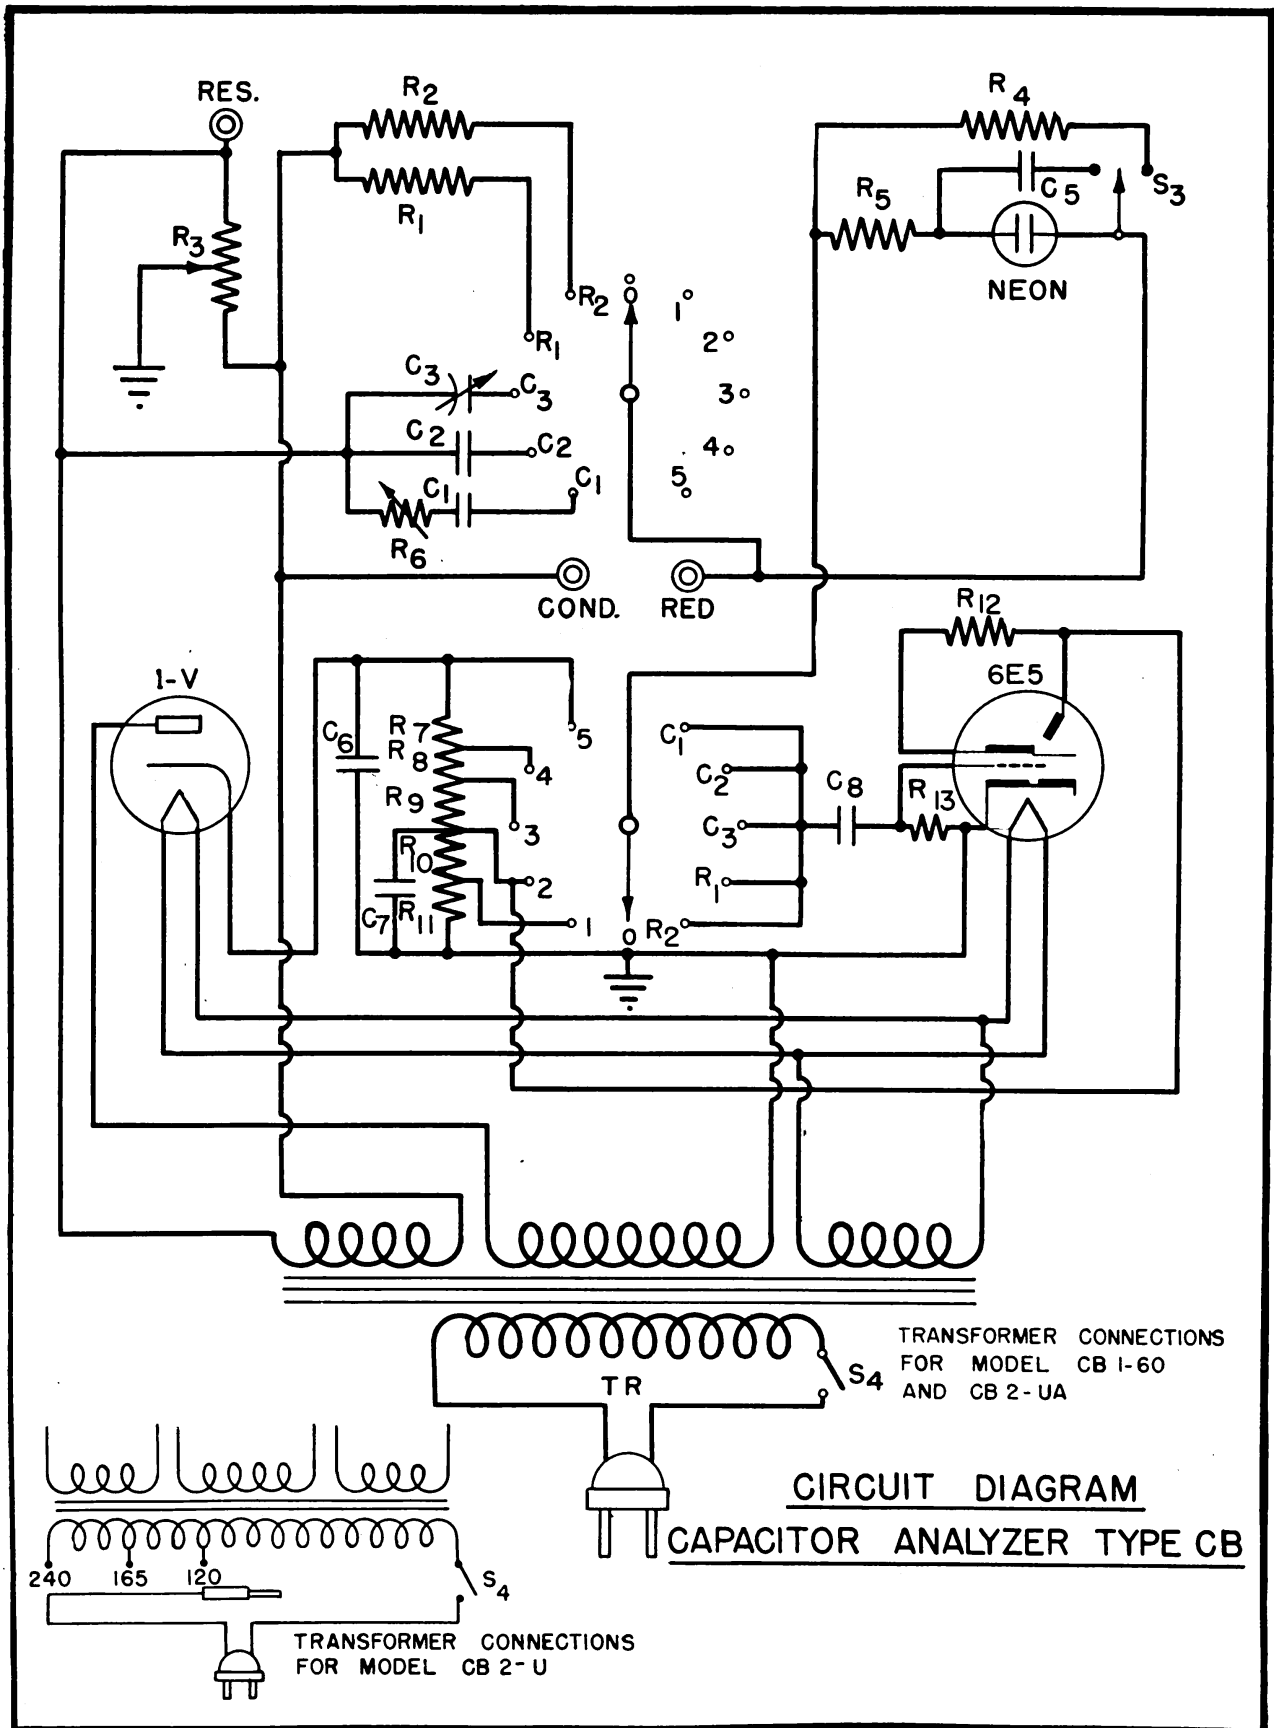 RES.
R2
R4
R1
R5
C5
S3
R3
NEON
R2
0
1
R1
2
C3
C3
3
C2
C2
4
C1
C1
5
R6
COND.
RED
R12
1-V
6E5
C6
R7
5
C1
R8
4
C2
C8
R13
R9
3
C3
R10
2
R1
C7
R11
1
0
R2
TR
S4
TRANSFORMER CONNECTIONS
FOR MODEL CB 1-60
AND CB 2-UA
CIRCUIT DIAGRAM
CAPACITOR ANALYZER TYPE CB
240
165
120
S4
TRANSFORMER CONNECTIONS
FOR MODEL CB 2-U